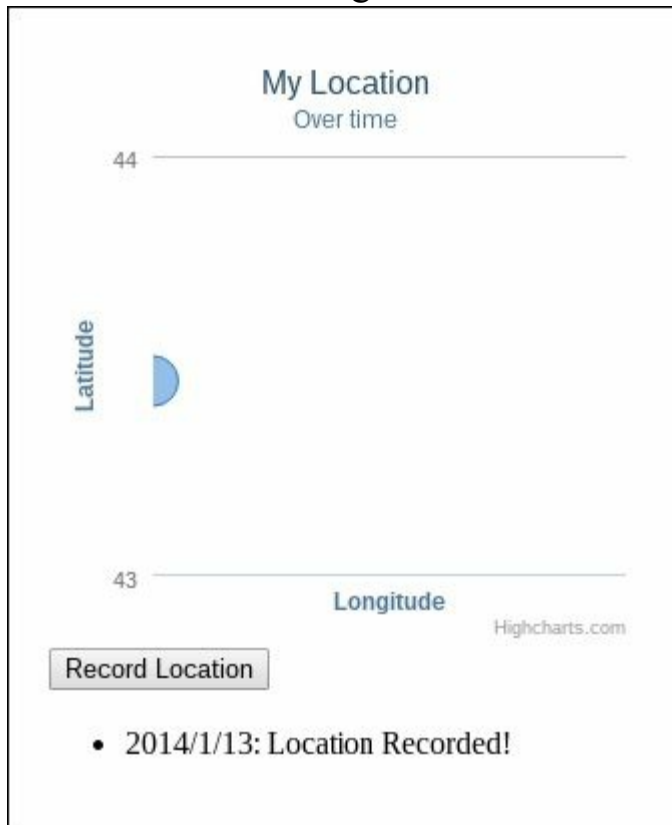 My Location
Over time
44
Latitude
43
Longitude
Highcharts.com
Record Location
• 2014/1/13: Location Recorded!